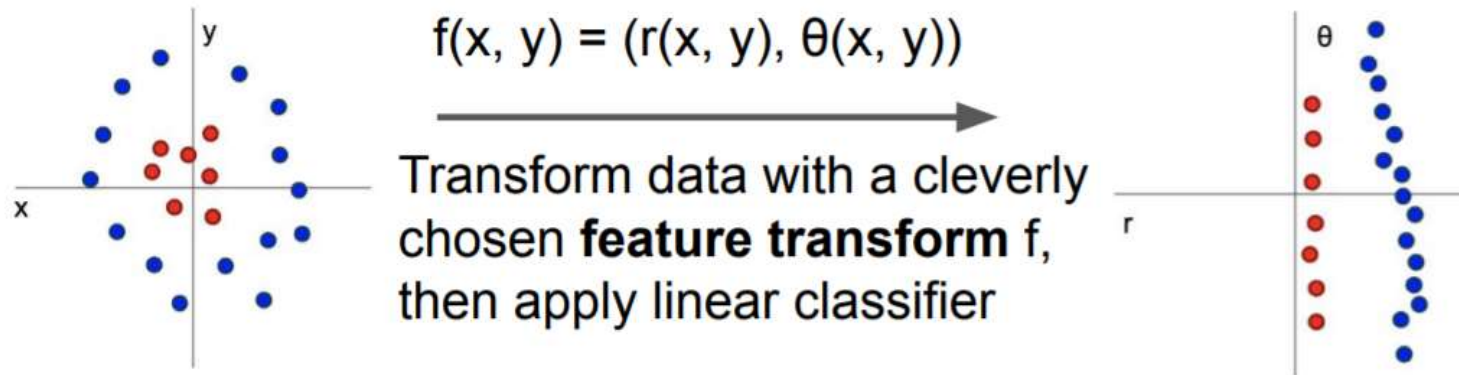 y
x
f(x, y) = (r(x, y), θ(x, y))
Transform data with a cleverly
chosen feature transform f,
then apply linear classifier
θ
r